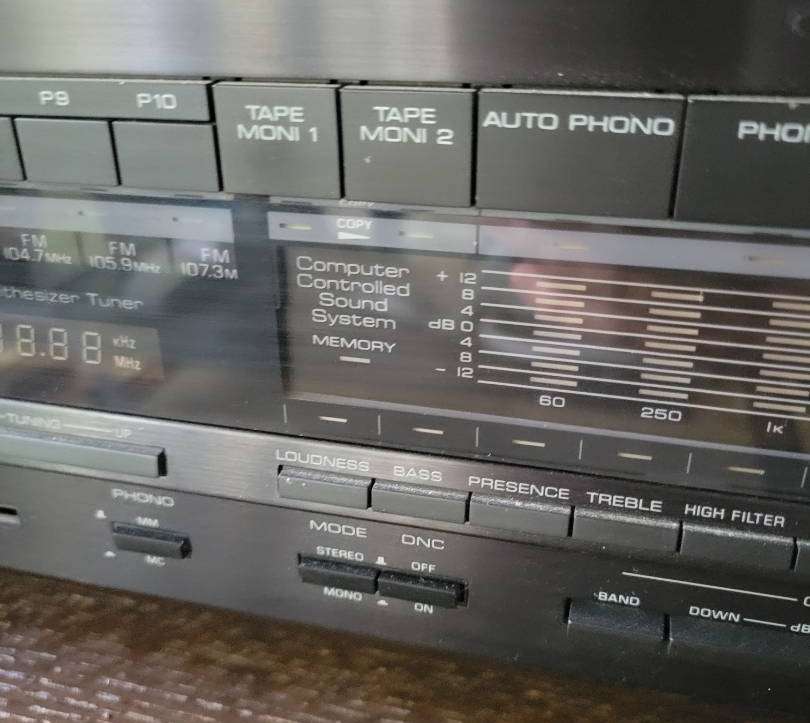 P9 P10
TAPE MONI 1
TAPE MONI 2
AUTO PHONO
COPY
FM 104.7MHz
FM 105.9MHz
FM 107.3M
Tuner
kHz
MHz
Computer
Controlled
Sound
System
MEMORY
+ 12
8
4
dB 0
4
8
- 12
60 250 1K
TUNING UP
LOUDNESS BASS PRESENCE TREBLE HIGH FILTER
PHONO
MM
MC
MODE
STEREO
MONO
DNC
OFF
ON
BAND DOWN dB